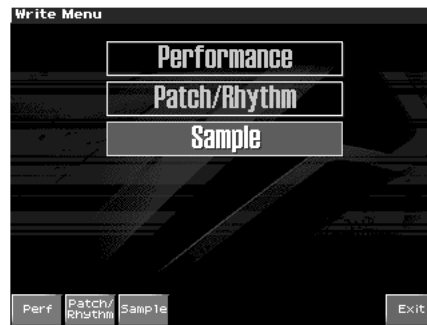 Write Menu
Performance
Patch/Rhythm
Sample
Perf
Patch/
Rhythm
Sample
Exit